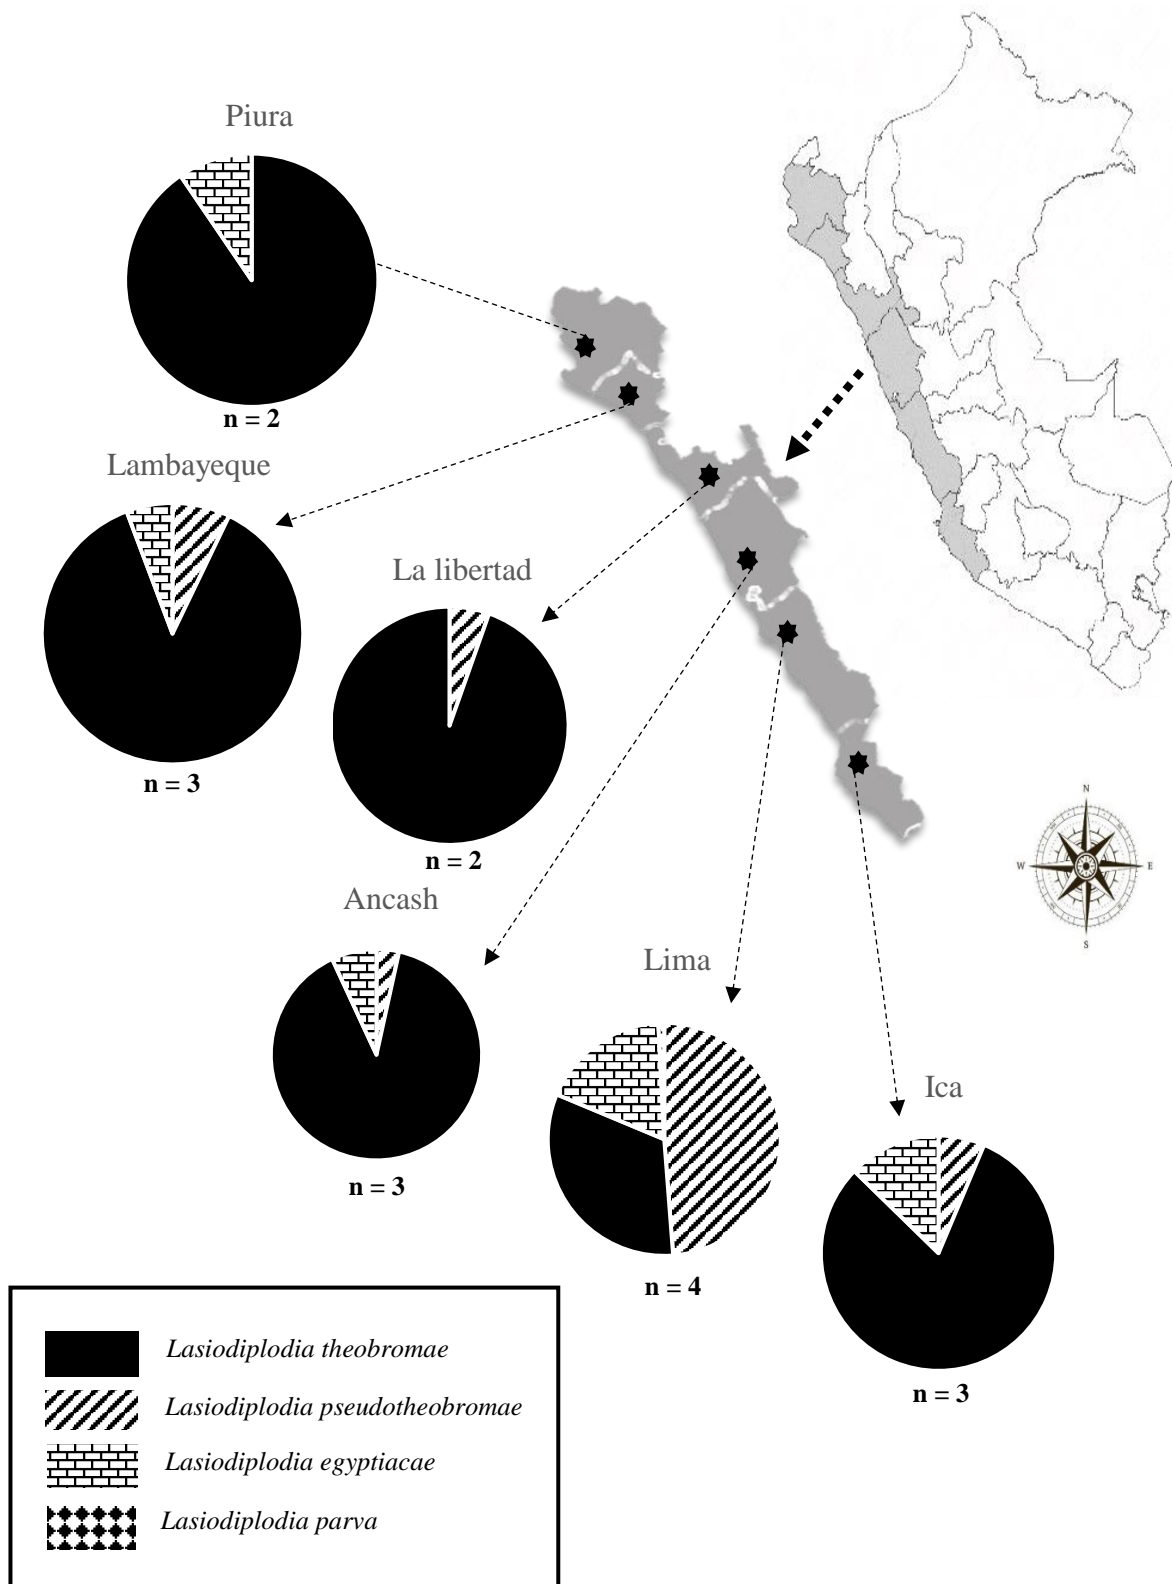 Piura
n = 2
Lambayeque
n = 3
La libertad
n = 2
Ancash
n = 3
Lima
n = 4
Ica
n = 3
N
W
E
S
Lasiodiplodia theobromae
Lasiodiplodia pseudotheobromae
Lasiodiplodia egyptiacae
Lasiodiplodia parva